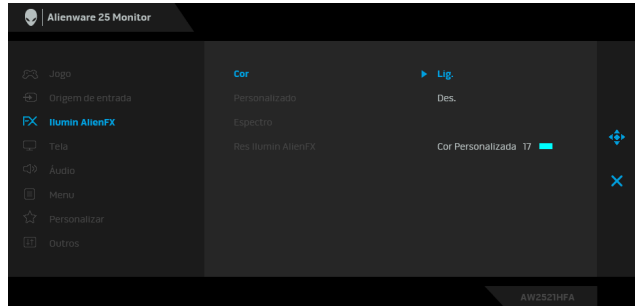 Alienware 25 Monitor
Jogo
Origem de entrada
FX Ilumin AlienFX
Tela
Áudio
Menu
Personalizar
Outros
Cor Lig.
Personalizado Des.
Espectro
Res Ilumin AlienFX Cor Personalizada 17
AW2521HFA